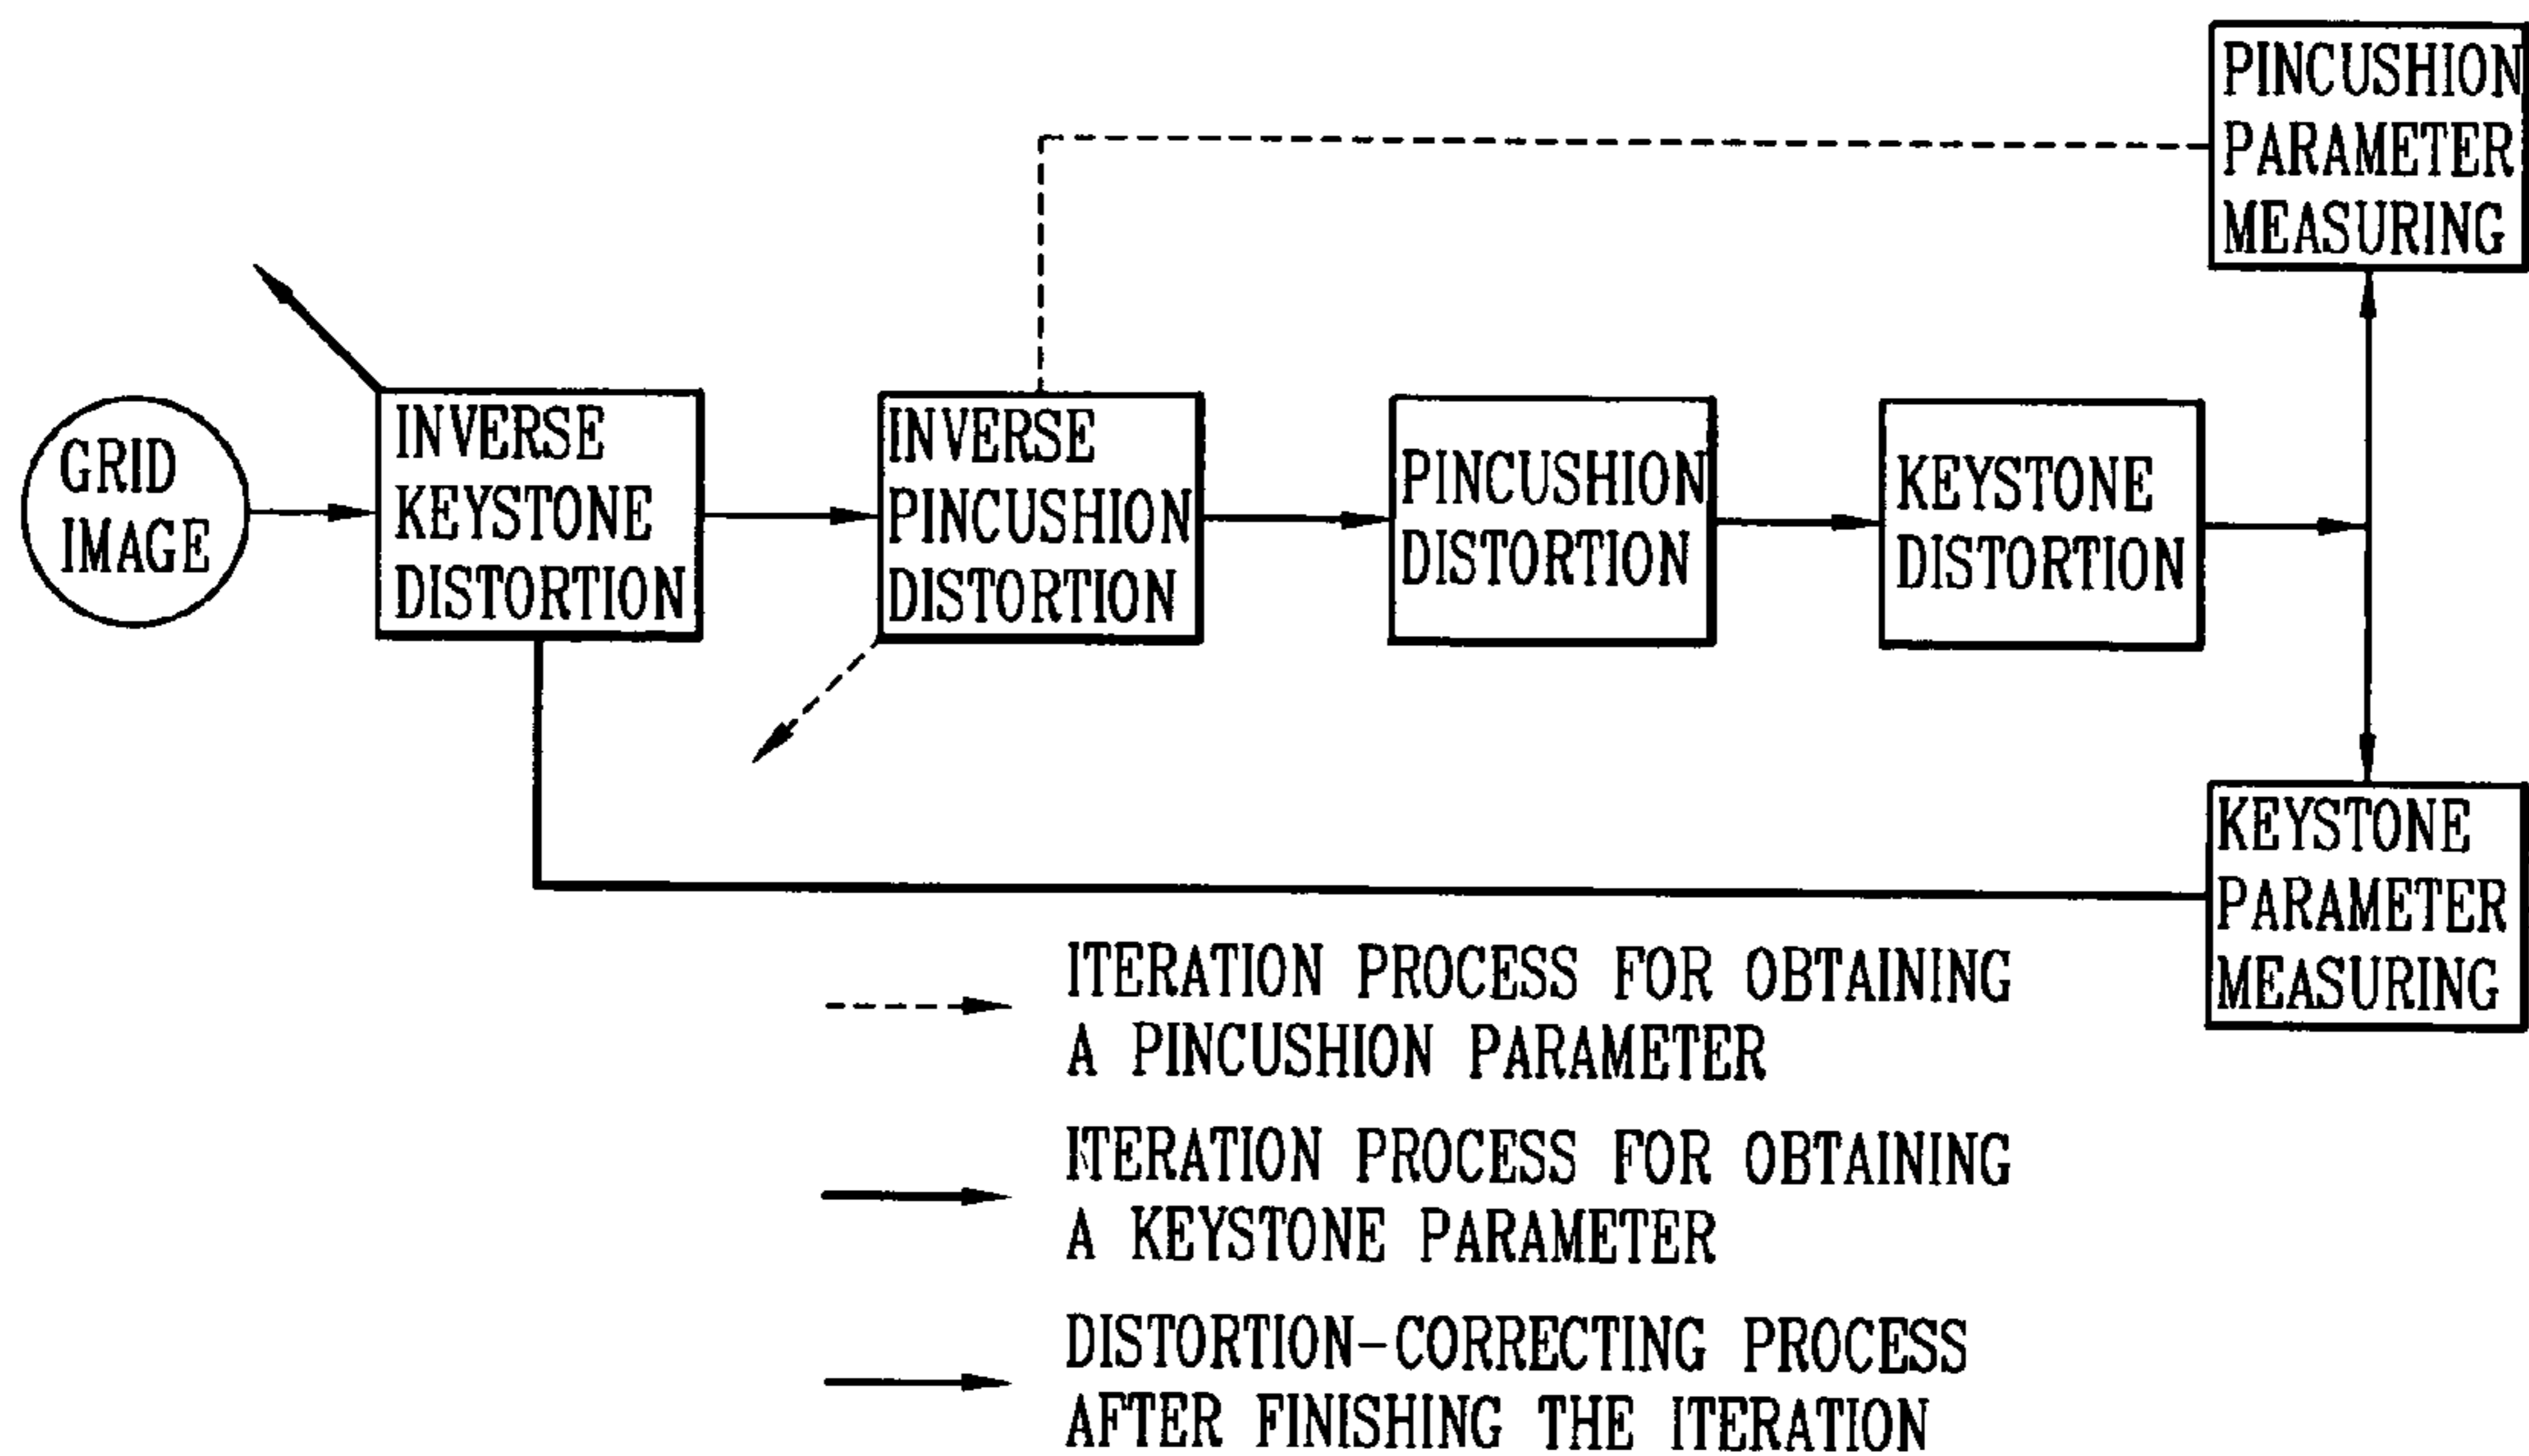 PINCUSHION
PARAMETER
MEASURING
GRID
IMAGE
INVERSE
KEYSTONE
DISTORTION
INVERSE
PINCUSHION
DISTORTION
PINCUSHION
DISTORTION
KEYSTONE
DISTORTION
KEYSTONE
PARAMETER
MEASURING
ITERATION PROCESS FOR OBTAINING
A PINCUSHION PARAMETER
ITERATION PROCESS FOR OBTAINING
A KEYSTONE PARAMETER
DISTORTION-CORRECTING PROCESS
AFTER FINISHING THE ITERATION